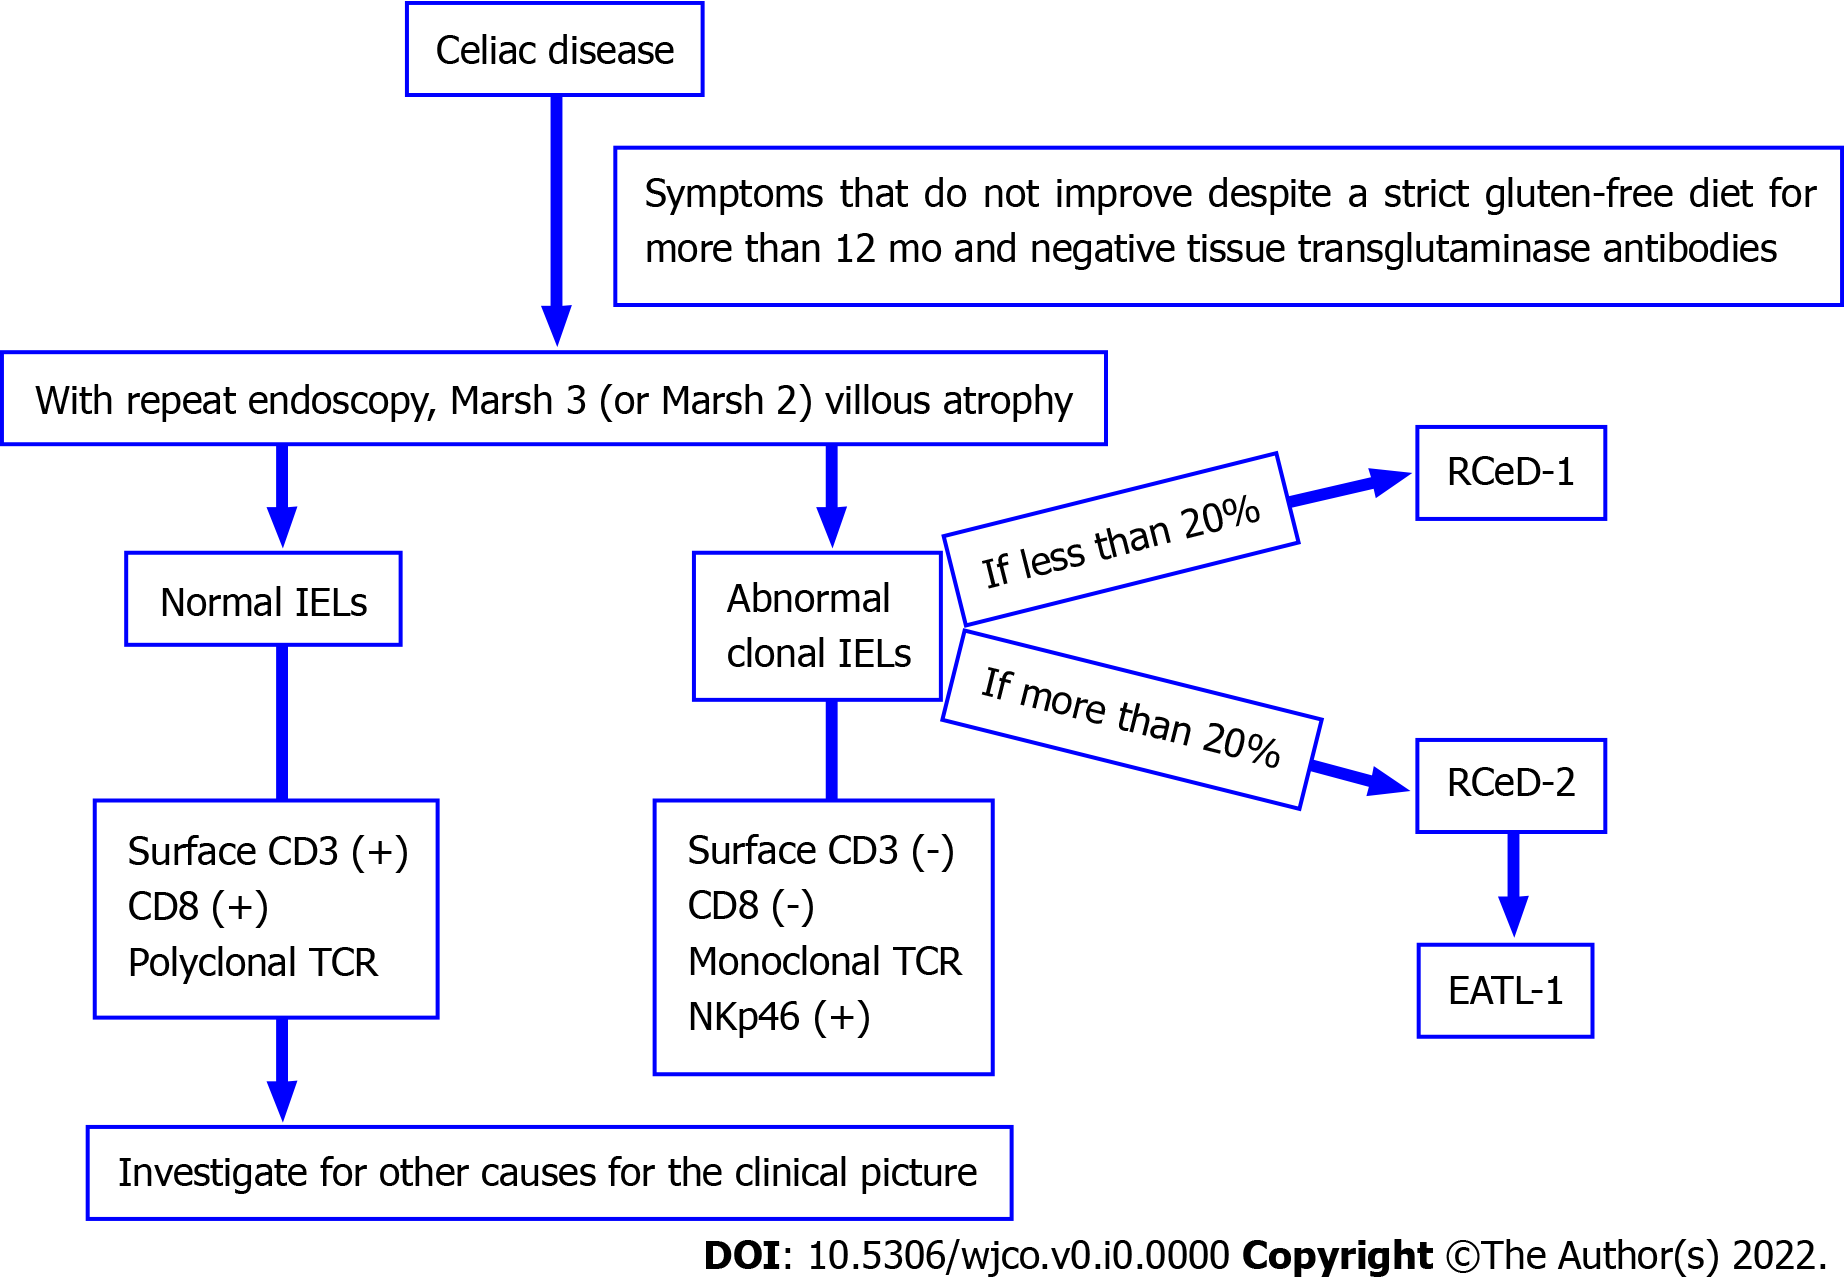 Celiac disease
Symptoms that do not improve despite a strict gluten-free diet for
more than 12 mo and negative tissue transglutaminase antibodies
With repeat endoscopy, Marsh 3 (or Marsh 2) villous atrophy
Normal IELs
Abnormal
clonal IELs
If less than 20%
RCeD-1
If more than 20%
RCeD-2
EATL-1
Surface CD3 (+)
CD8 (+)
Polyclonal TCR
Surface CD3 (-)
CD8 (-)
Monoclonal TCR
NKp46 (+)
Investigate for other causes for the clinical picture
DOI: 10.5306/wjco.v0.i0.0000 Copyright ©The Author(s) 2022.